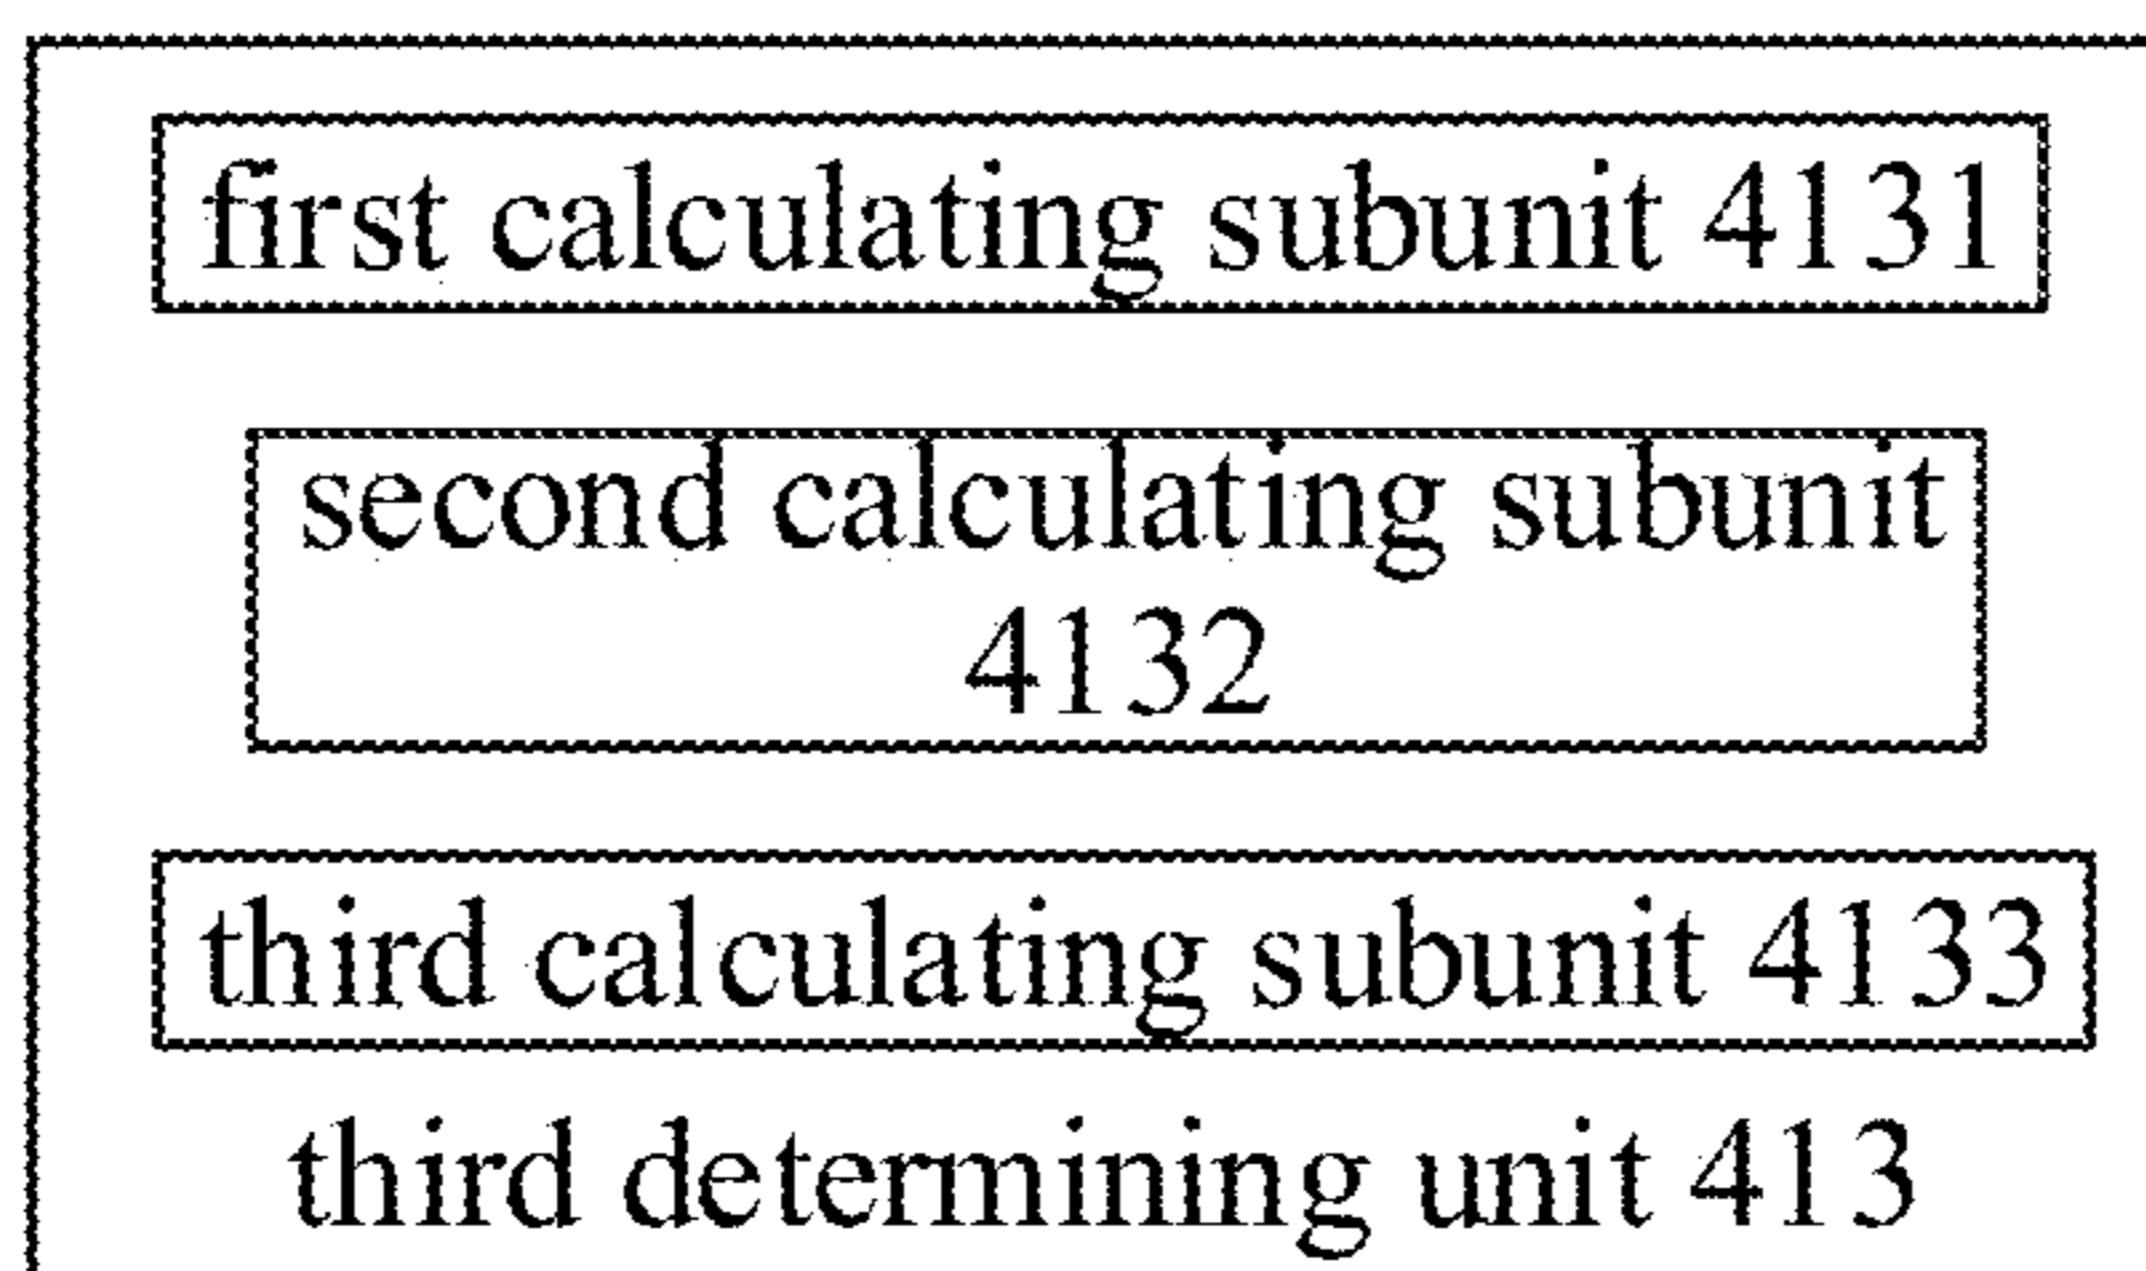 first calculating subunit 4131
second calculating subunit
4132
third calculating subunit 4133
third determining unit 413